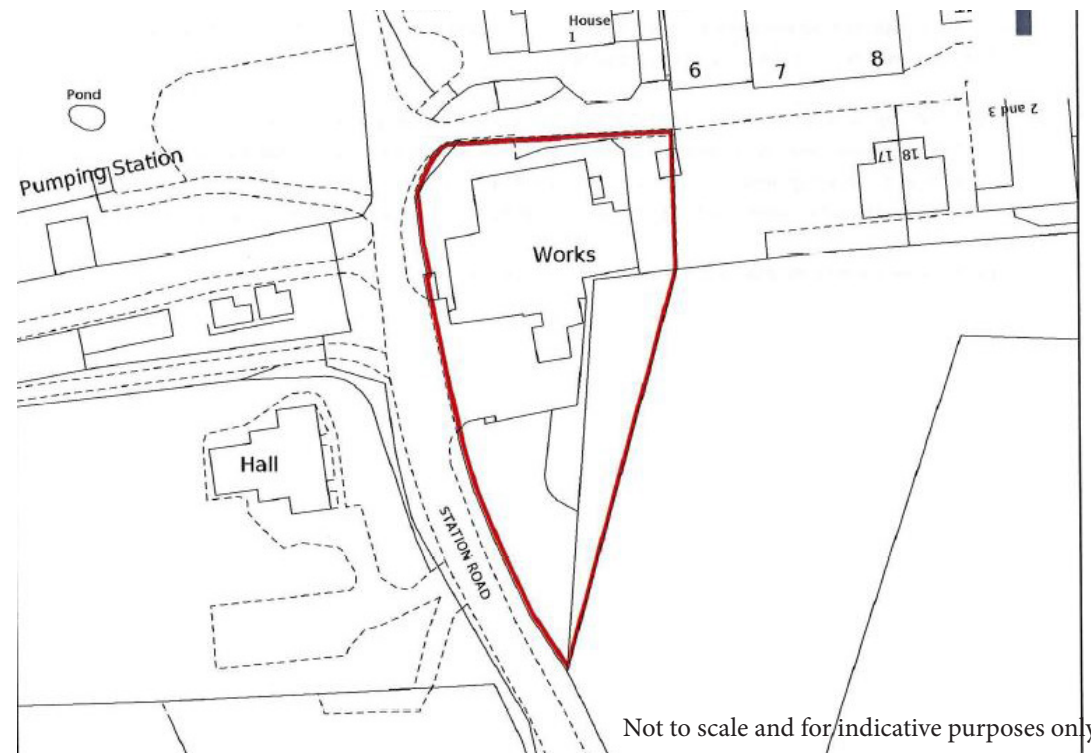 House
1
6
7
8
Pond
2 and 3
Pumping Station
17
18
Works
Hall
STATION ROAD
Not to scale and for indicative purposes only